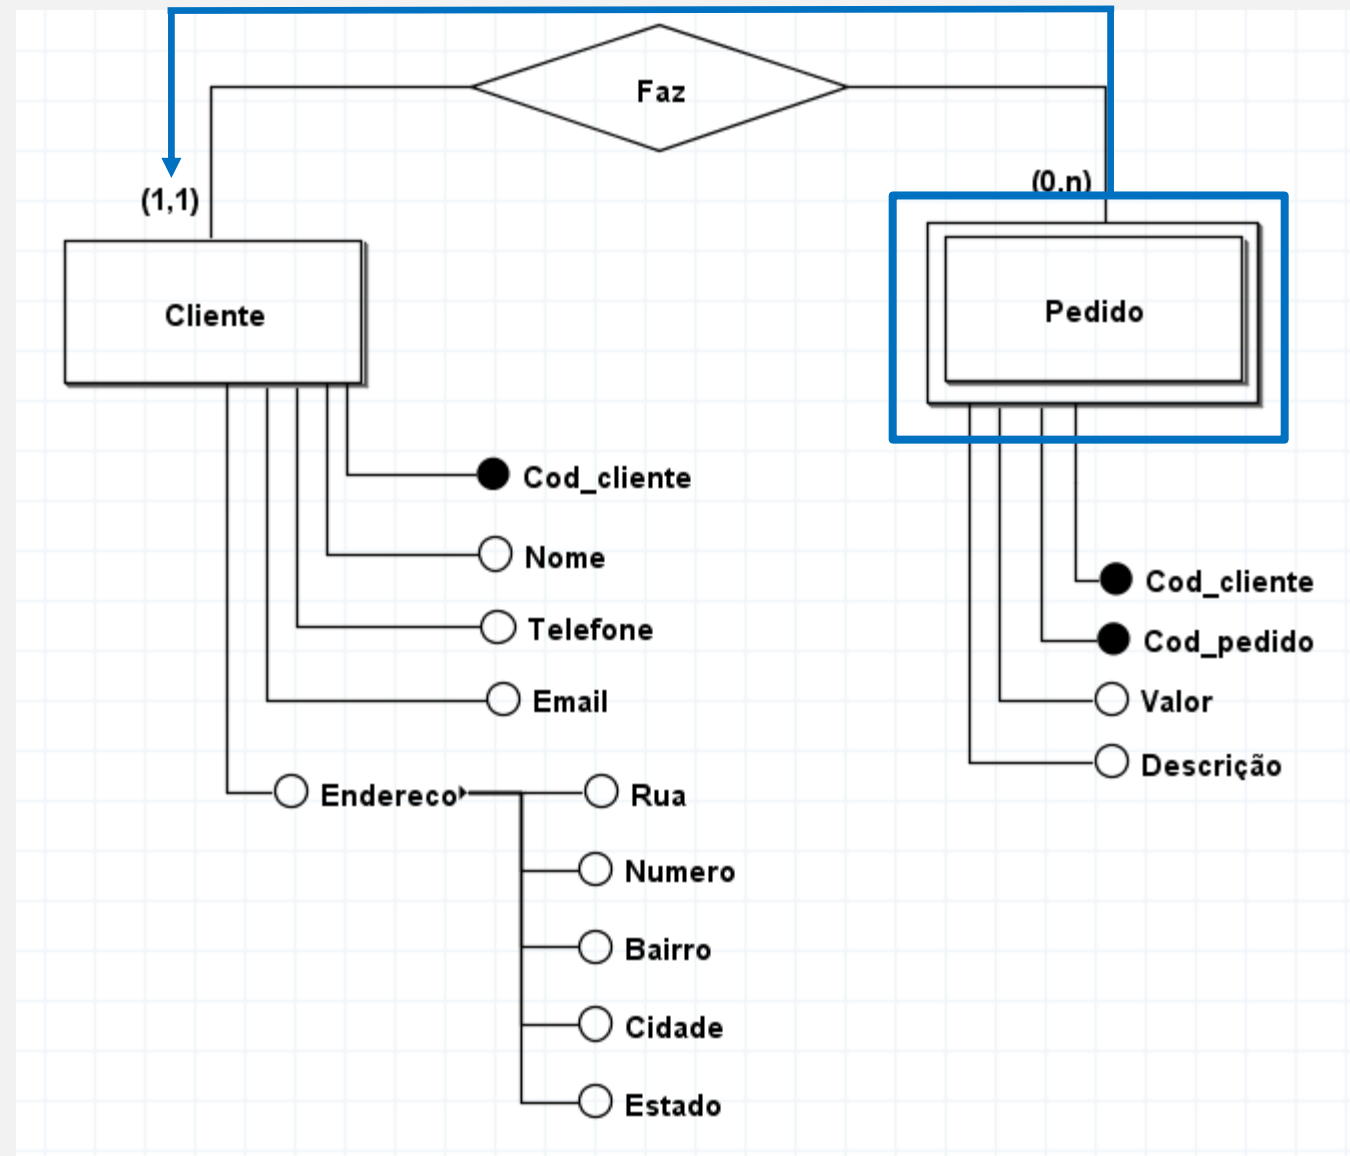 Faz
(1,1)
(0,n)
Cliente
Pedido
Cod_cliente
Nome
Telefone
Email
Endereco
Rua
Numero
Bairro
Cidade
Estado
Cod_cliente
Cod_pedido
Valor
Descrição